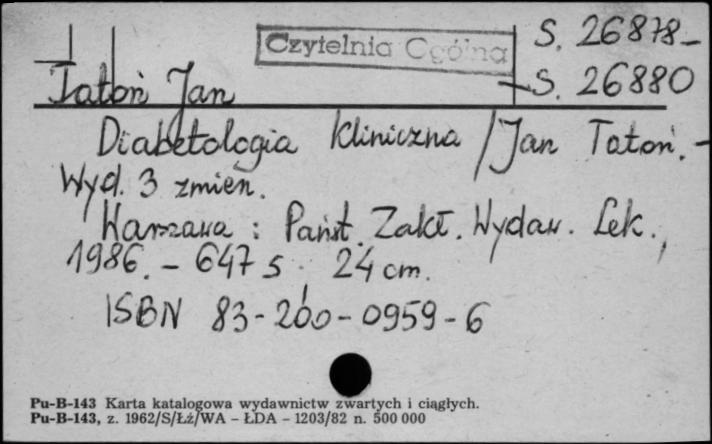 Czytelnia Ogólna
S. 26878-
-S. 26880
Tatoń Jan
Diabetologia kliniczna / Jan Tatoń. -
Wyd. 3 zmien.
Warszawa : Państ. Zakł. Wydaw. Lek.,
1986. - 647 s. 24 cm.
ISBN 83-200-0959-6
Pu-B-143 Karta katalogowa wydawnictw zwartych i ciągłych.
Pu-B-143, z. 1962/S/Łż/WA - ŁDA - 1203/82 n. 500 000